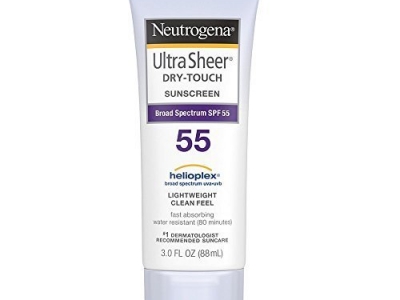 Neutrogena®
Ultra Sheer®
DRY-TOUCH
SUNSCREEN
Broad Spectrum SPF 55
55
helioplex®
broad spectrum uva•uvb
LIGHTWEIGHT
CLEAN FEEL
fast absorbing
water resistant (80 minutes)
#1 DERMATOLOGIST
RECOMMENDED SUNCARE
3.0 FL OZ (88mL)